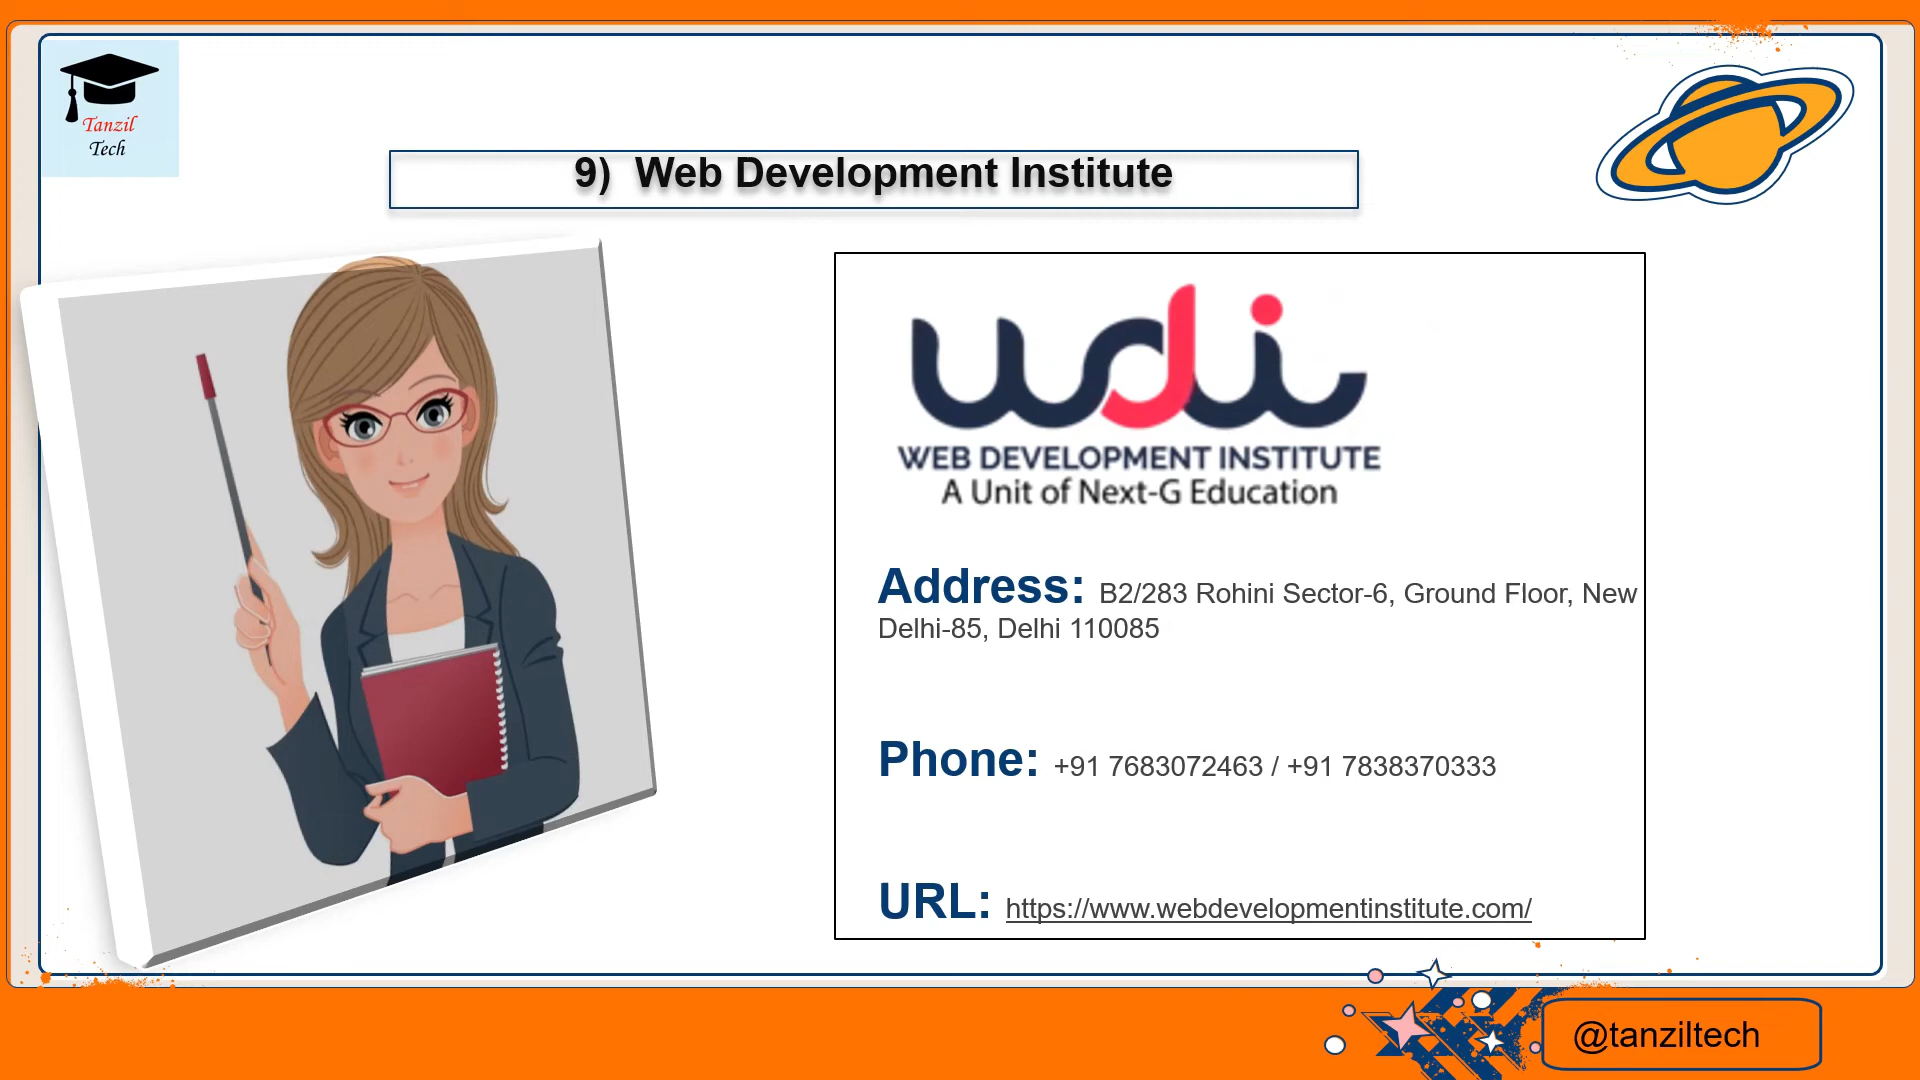 Tanzil
Tech
9) Web Development Institute
wdi
WEB DEVELOPMENT INSTITUTE
A Unit of Next-G Education
Address: B2/283 Rohini Sector-6, Ground Floor, New
Delhi-85, Delhi 110085
Phone: +91 7683072463 / +91 7838370333
URL: https://www.webdevelopmentinstitute.com/
@tanziltech